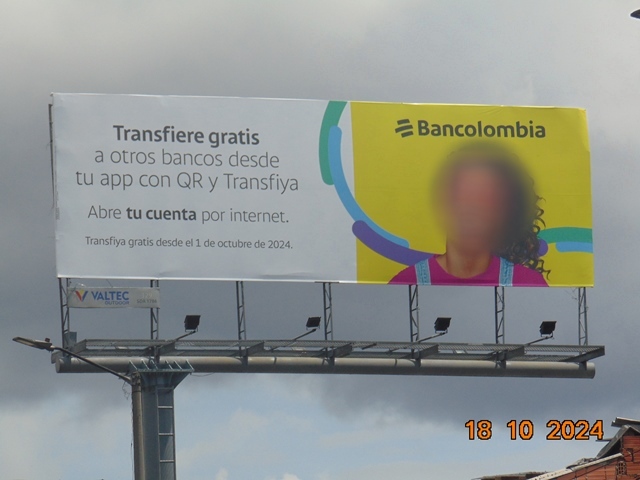 Transfiere gratis
a otros bancos desde
tu app con QR y Transfiya
Abre tu cuenta por internet.
Transfiya gratis desde el 1 de octubre de 2024.
Bancolombia
VALTEC
18 10 2024